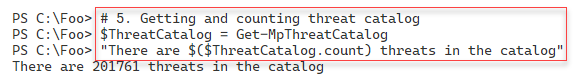 PS C:\Foo> # 5. Getting and counting threat catalog
PS C:\Foo> $ThreatCatalog = Get-MpThreatCatalog
PS C:\Foo> "There are $($ThreatCatalog.count) threats in the catalog"
There are 201761 threats in the catalog